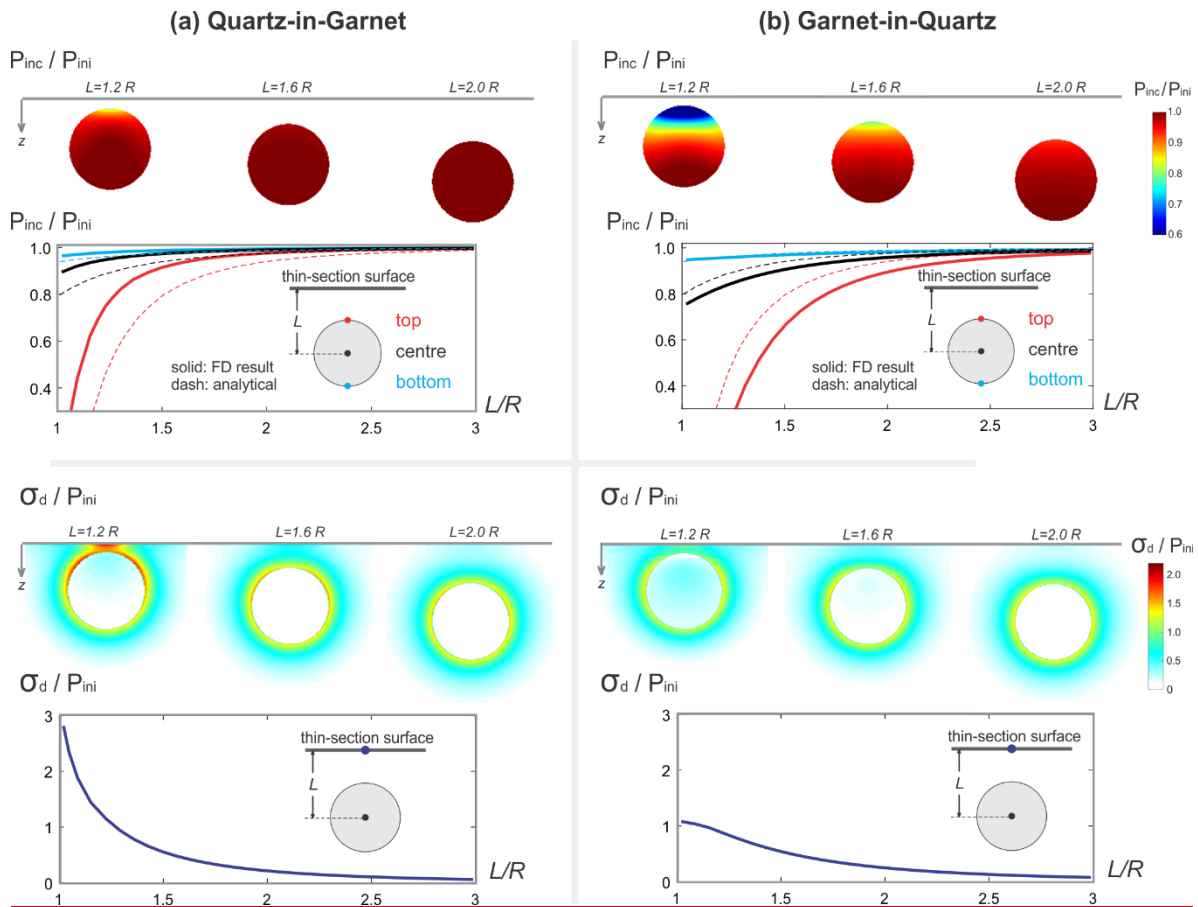 (a) Quartz-in-Garnet
Pinc / Pini
L=1.2 R
L=1.6 R
L=2.0 R
z
Pinc / Pini
1.0
0.8
0.6
0.4
thin-section surface
L
top
centre
bottom
solid: FD result
dash: analytical
L/R
1
1.5
2
2.5
3
(b) Garnet-in-Quartz
Pinc / Pini
L=1.2 R
L=1.6 R
L=2.0 R
z
Pinc/Pini
1.0
0.9
0.8
0.7
0.6
Pinc / Pini
1.0
0.8
0.6
0.4
thin-section surface
L
top
centre
bottom
solid: FD result
dash: analytical
L/R
1
1.5
2
2.5
3
σd / Pini
L=1.2 R
L=1.6 R
L=2.0 R
z
σd / Pini
3
2
1
0
thin-section surface
L
L/R
1
1.5
2
2.5
3
σd / Pini
L=1.2 R
L=1.6 R
L=2.0 R
z
σd / Pini
2.0
1.5
1.0
0.5
0
σd / Pini
3
2
1
0
thin-section surface
L
L/R
1
1.5
2
2.5
3